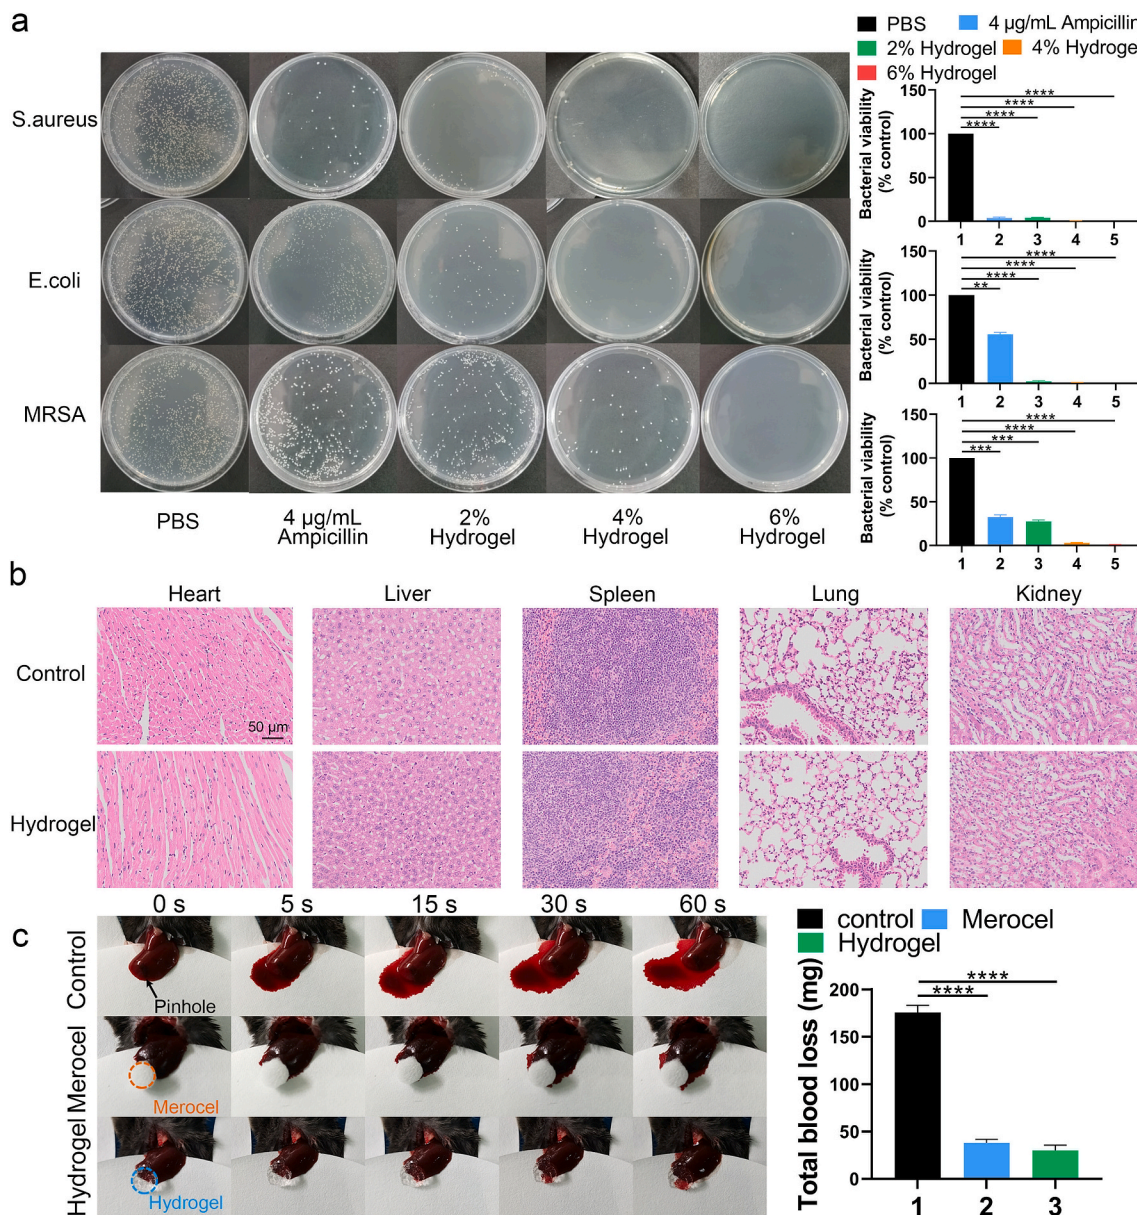 a
PBS
4 µg/mL Ampicillin
2% Hydrogel
4% Hydroge
6% Hydrogel
S.aureus
E.coli
MRSA
PBS
4 µg/mL
Ampicillin
2%
Hydrogel
4%
Hydrogel
6%
Hydrogel
Bacterial viability
(% control)
150
100
50
0
****
****
****
****
1 2 3 4 5
Bacterial viability
(% control)
150
100
50
0
****
****
****
**
1 2 3 4 5
Bacterial viability
(% control)
150
100
50
0
****
****
***
***
1 2 3 4 5
b
Heart
Liver
Spleen
Lung
Kidney
Control
50 µm
Hydrogel
c
0 s
5 s
15 s
30 s
60 s
Control
Pinhole
Merocel
Merocel
Hydrogel
Hydrogel
control
Merocel
Hydrogel
Total blood loss (mg)
200
150
100
50
0
****
****
1 2 3